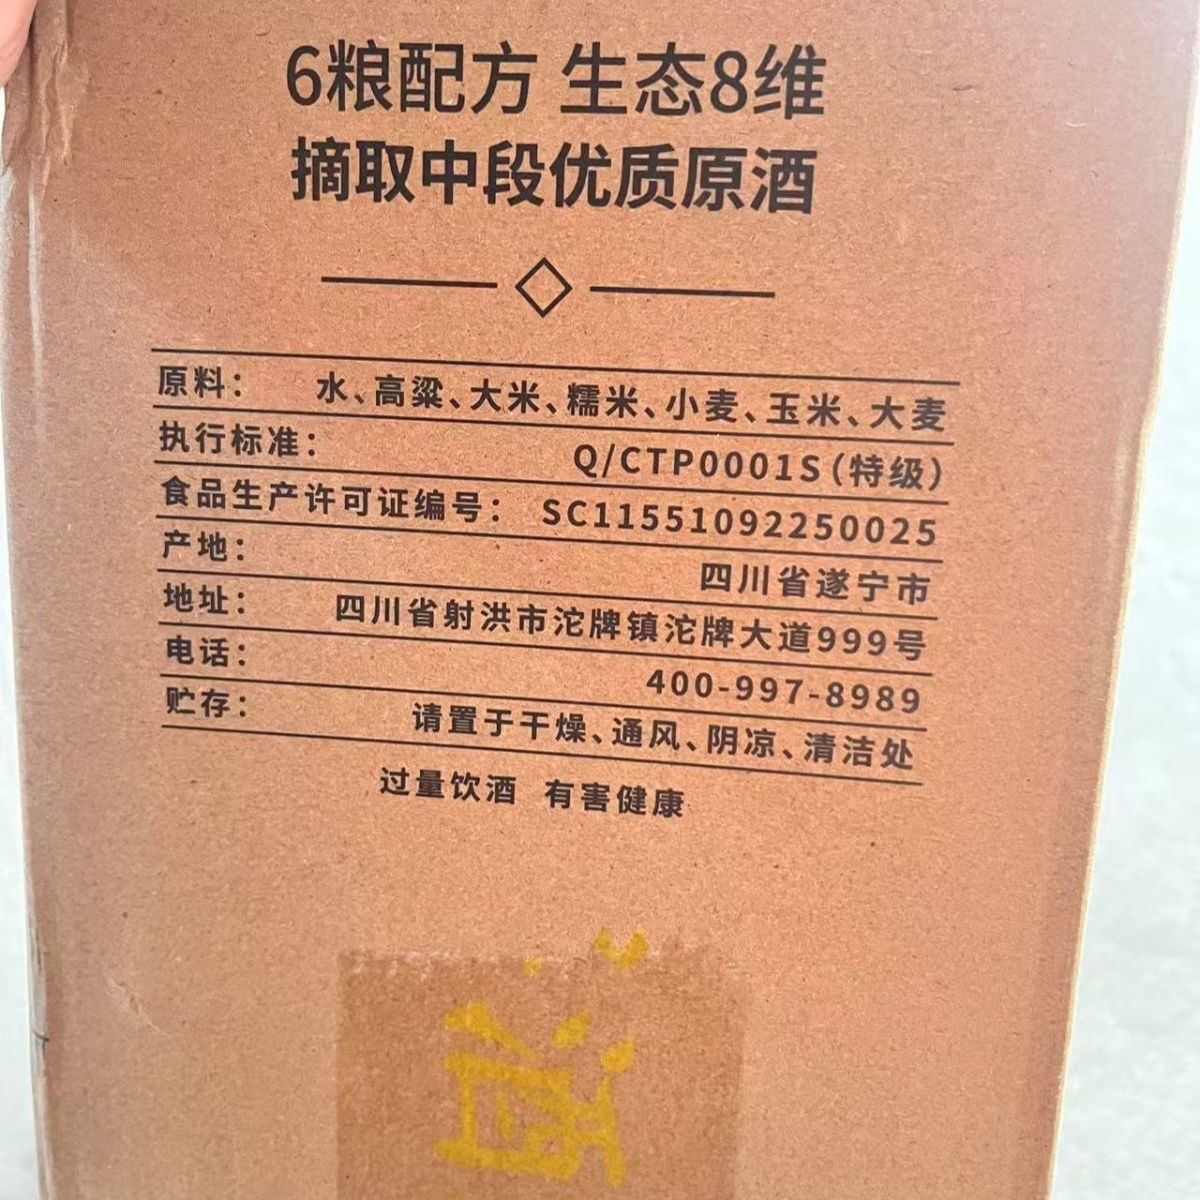 6粮配方 生态8维
摘取中段优质原酒
原料: 水、高粱、大米、糯米、小麦、玉米、大麦
执行标准: Q/CTP0001S(特级)
食品生产许可证编号: SC11551092250025
产地: 四川省遂宁市
地址: 四川省射洪市沱牌镇沱牌大道999号
电话: 400-997-8989
贮存: 请置于干燥、通风、阴凉、清洁处
过量饮酒 有害健康